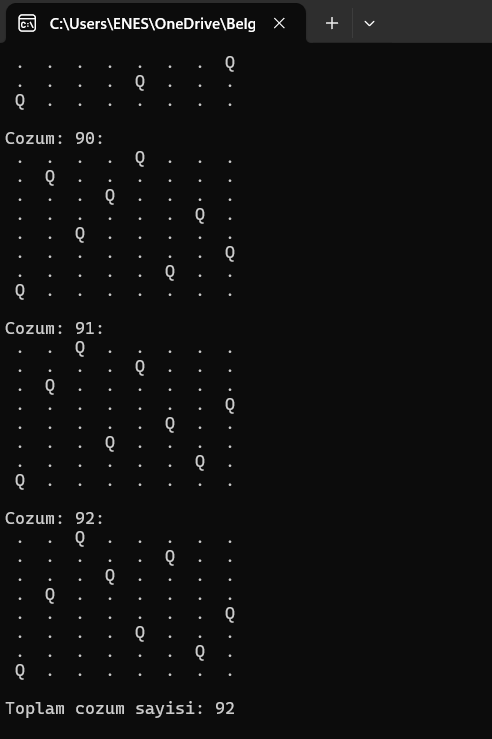 C:\Users\ENES\OneDrive\Belg
. . . . . . . Q
. . . . Q . . .
Q . . . . . . .
Cozum: 90:
. . . . Q . . .
. Q . . . . . .
. . . Q . . . .
. . . . . . Q .
. . Q . . . . .
. . . . . . . Q
. . . . . Q . .
Q . . . . . . .
Cozum: 91:
. . Q . . . . .
. . . . Q . . .
. Q . . . . . .
. . . . . . . Q
. . . . . Q . .
. . . Q . . . .
. . . . . . Q .
Q . . . . . . .
Cozum: 92:
. . Q . . . . .
. . . . . Q . .
. . . Q . . . .
. Q . . . . . .
. . . . . . . Q
. . . . Q . . .
. . . . . . Q .
Q . . . . . . .
Toplam cozum sayisi: 92